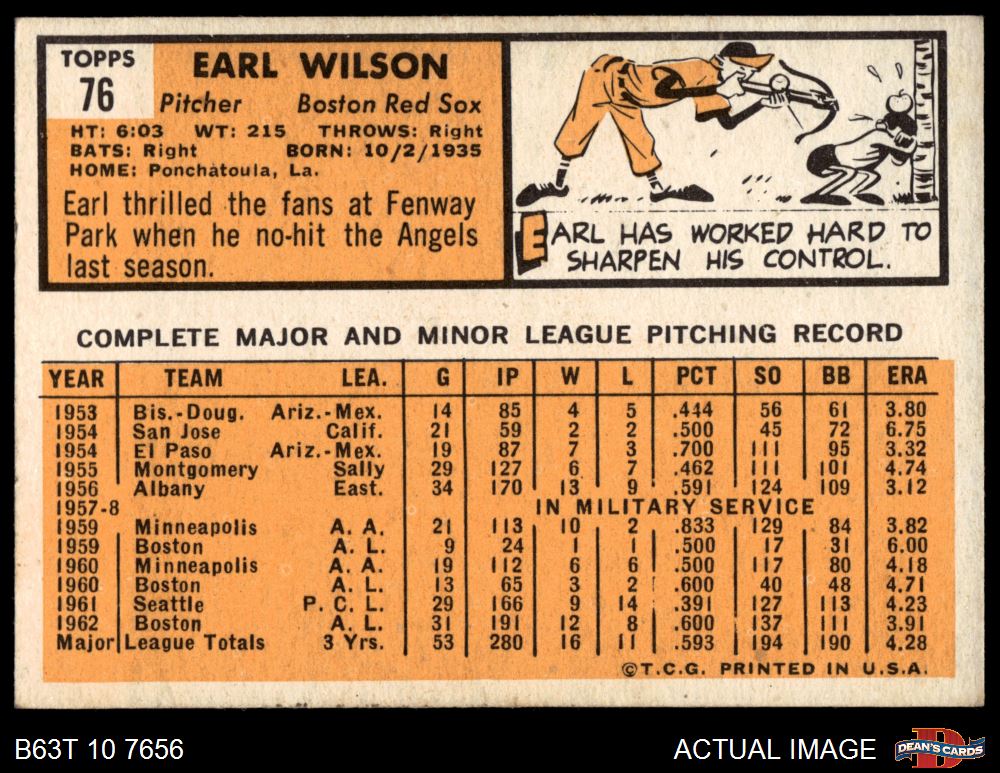 TOPPS
76
EARL WILSON
Pitcher Boston Red Sox
HT: 6:03 WT: 215 THROWS: Right
BATS: Right BORN: 10/2/1935
HOME: Ponchatoula, La.
Earl thrilled the fans at Fenway
Park when he no-hit the Angels
last season.
EARL HAS WORKED HARD TO
SHARPEN HIS CONTROL.
COMPLETE MAJOR AND MINOR LEAGUE PITCHING RECORD
YEAR TEAM LEA. G IP W L PCT SO BB ERA
1953 Bis.-Doug. Ariz.-Mex. 14 85 4 5 .444 56 61 3.80
1954 San Jose Calif. 21 59 2 2 .500 45 72 6.75
1954 El Paso Ariz.-Mex. 19 87 7 3 .700 111 95 3.32
1955 Montgomery Sally 29 127 6 7 .462 111 101 4.74
1956 Albany East. 34 170 13 9 .591 124 109 3.12
1957-8 IN MILITARY SERVICE
1959 Minneapolis A. A. 21 113 10 2 .833 129 84 3.82
1959 Boston A. L. 9 24 1 1 .500 17 31 6.00
1960 Minneapolis A. A. 19 112 6 6 .500 117 80 4.18
1960 Boston A. L. 13 65 3 2 .600 40 48 4.71
1961 Seattle P. C. L. 29 166 9 14 .391 127 113 4.23
1962 Boston A. L. 31 191 12 8 .600 137 111 3.91
Major League Totals 3 Yrs. 53 280 16 11 .593 194 190 4.28
©T.C.G. PRINTED IN U.S.A.
B63T 10 7656 ACTUAL IMAGE
D
DEAN'S CARDS